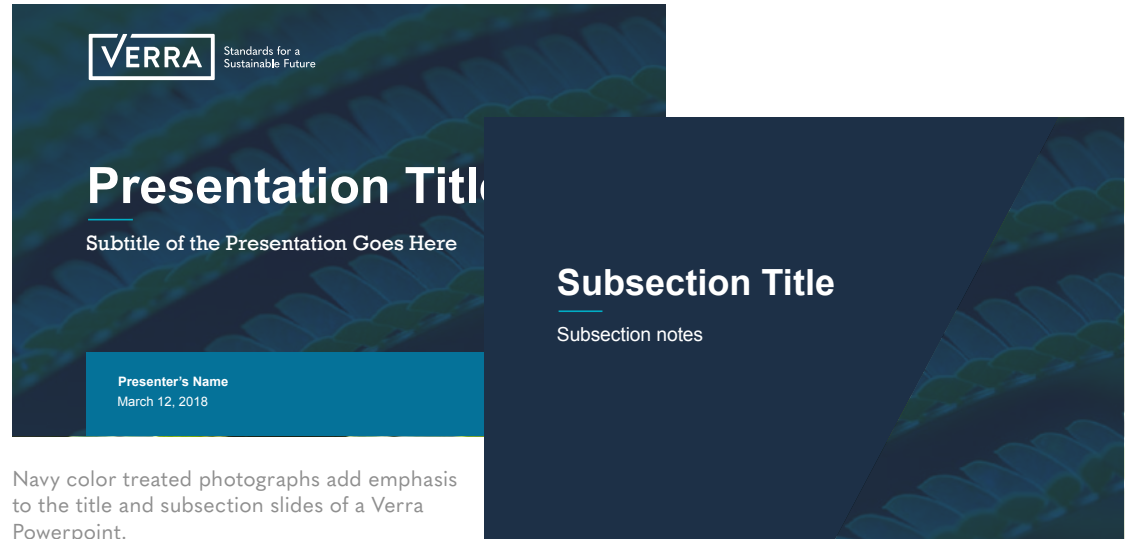 VERRA
Standards for a
Sustainable Future
Presentation Title
Subtitle of the Presentation Goes Here
Presenter's Name
March 12, 2018
Subsection Title
Subsection notes
Navy color treated photographs add emphasis
to the title and subsection slides of a Verra
Powerpoint.